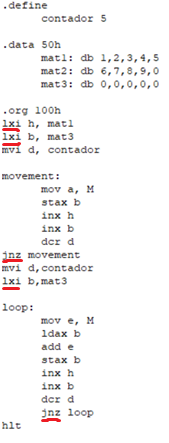 .define
contador 5
.data 50h
mat1: db 1,2,3,4,5
mat2: db 6,7,8,9,0
mat3: db 0,0,0,0,0
.org 100h
lxi h, mat1
lxi b, mat3
mvi d, contador
movement:
mov a, M
stax b
inx h
inx b
dcr d
jnz movement
mvi d,contador
lxi b,mat3
loop:
mov e, M
ldax b
add e
stax b
inx h
inx b
dcr d
jnz loop
hlt